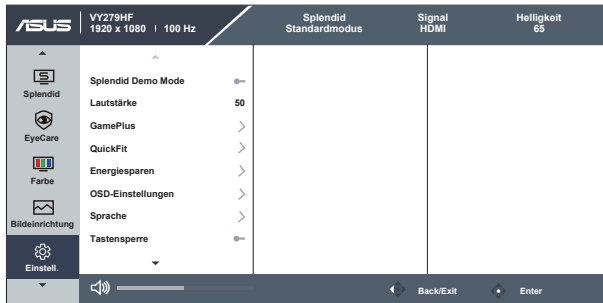 ASUS
VY279HF
1920 x 1080 | 100 Hz
Splendid
Standardmodus
Signal
HDMI
Helligkeit
65
Splendid
EyeCare
Farbe
Bildeinrichtung
Einstell.
Splendid Demo Mode
Lautstärke 50
GamePlus
QuickFit
Energiesparen
OSD-Einstellungen
Sprache
Tastensperre
Back/Exit
Enter